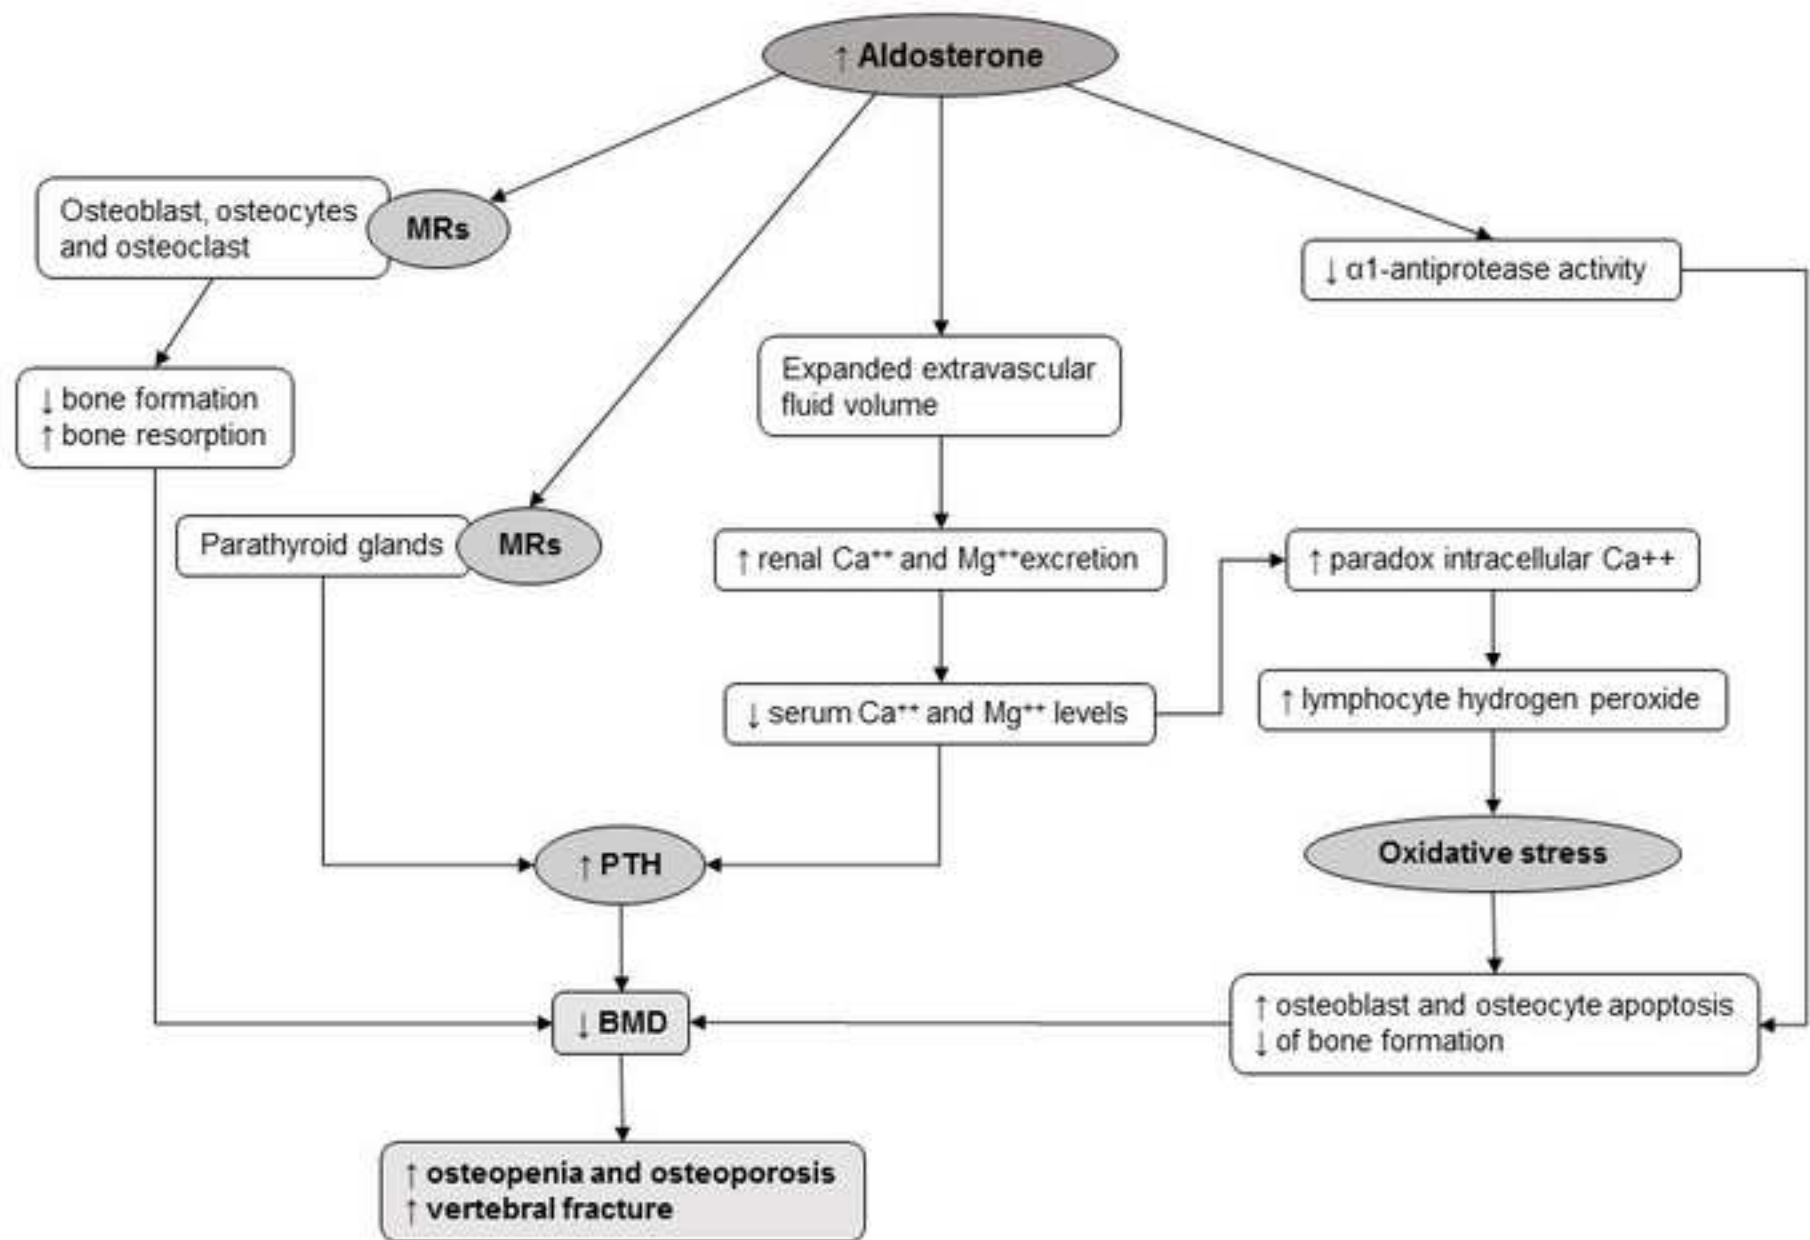 ↑ Aldosterone
Osteoblast, osteocytes
and osteoclast
MRs
↓ α1-antiprotease activity
↓ bone formation
↑ bone resorption
Expanded extravascular
fluid volume
Parathyroid glands
MRs
↑ renal Ca⁺⁺ and Mg⁺⁺excretion
↑ paradox intracellular Ca++
↓ serum Ca⁺⁺ and Mg⁺⁺ levels
↑ lymphocyte hydrogen peroxide
↑ PTH
Oxidative stress
↓ BMD
↑ osteoblast and osteocyte apoptosis
↓ of bone formation
↑ osteopenia and osteoporosis
↑ vertebral fracture